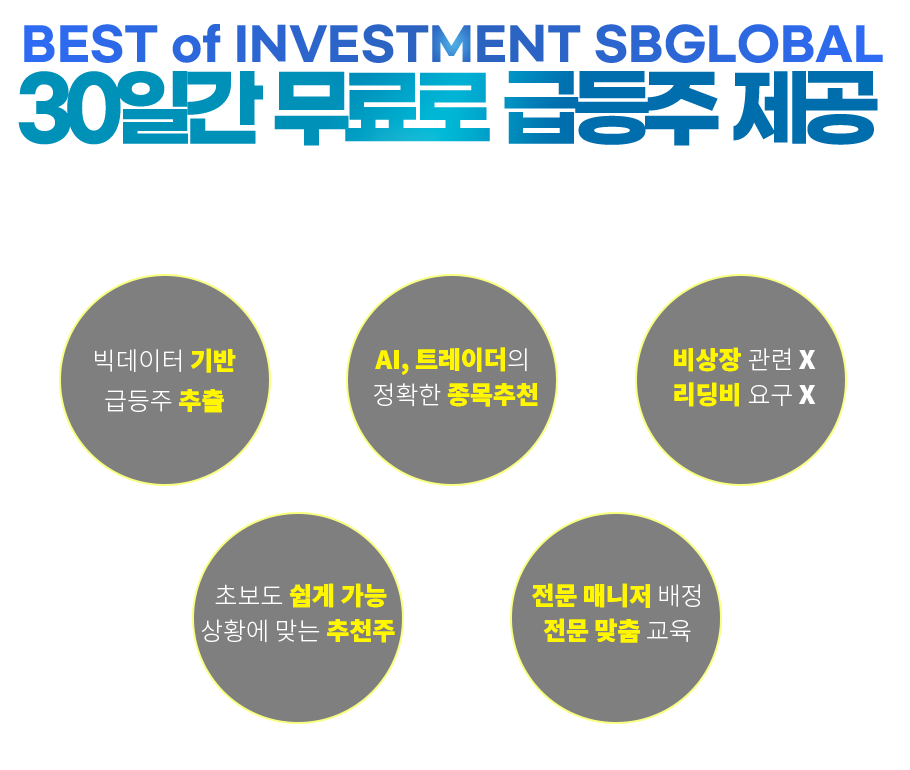 BEST of INVESTMENT SBGLOBAL
30일간 무료로 급등주 제공
빅데이터 기반
급등주 추출
AI, 트레이더의
정확한 종목추천
비상장 관련 X
리딩비 요구 X
초보도 쉽게 가능
상황에 맞는 추천주
전문 매니저 배정
전문 맞춤 교육